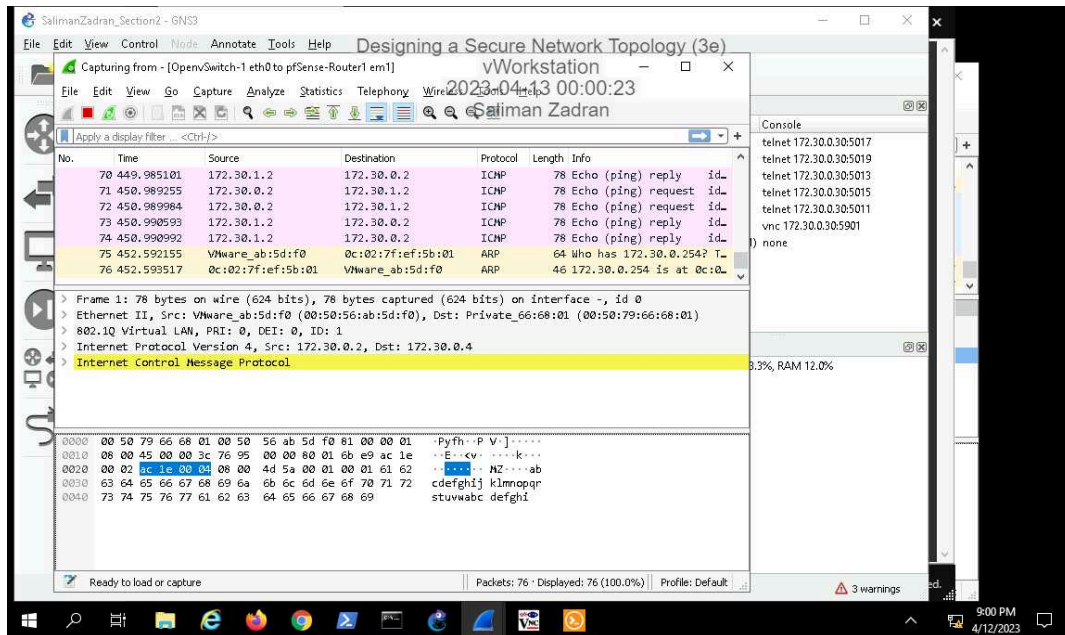 SalimanZadran_Section2 - GNS3
File Edit View Control Node Annotate Tools Help
Designing a Secure Network Topology (3e)
vWorkstation
2023-04-13 00:00:23
Saliman Zadran
Capturing from - [OpenvSwitch-1 eth0 to pfSense-Router1 em1]
File Edit View Go Capture Analyze Statistics Telephony
Apply a display filter ... <Ctrl-/>
No. Time Source Destination Protocol Length Info
70 449.985101 172.30.1.2 172.30.0.2 ICMP 78 Echo (ping) reply id…
71 450.989255 172.30.0.2 172.30.1.2 ICMP 78 Echo (ping) request id…
72 450.989984 172.30.0.2 172.30.1.2 ICMP 78 Echo (ping) request id…
73 450.990593 172.30.1.2 172.30.0.2 ICMP 78 Echo (ping) reply id…
74 450.990992 172.30.1.2 172.30.0.2 ICMP 78 Echo (ping) reply id…
75 452.592155 VMware_ab:5d:f0 0c:02:7f:ef:5b:01 ARP 64 Who has 172.30.0.254? T…
76 452.593517 0c:02:7f:ef:5b:01 VMware_ab:5d:f0 ARP 46 172.30.0.254 is at 0c:0…
> Frame 1: 78 bytes on wire (624 bits), 78 bytes captured (624 bits) on interface -, id 0
> Ethernet II, Src: VMware_ab:5d:f0 (00:50:56:ab:5d:f0), Dst: Private_66:68:01 (00:50:79:66:68:01)
> 802.1Q Virtual LAN, PRI: 0, DEI: 0, ID: 1
> Internet Protocol Version 4, Src: 172.30.0.2, Dst: 172.30.0.4
> Internet Control Message Protocol
0000 00 50 79 66 68 01 00 50 56 ab 5d f0 81 00 00 01 ·Pyfh··P V·]·····
0010 08 00 45 00 00 3c 76 95 00 00 80 01 6b e9 ac 1e ··E··<v· ····k···
0020 00 02 ac 1e 00 04 08 00 4d 5a 00 01 00 01 61 62 ········ MZ····ab
0030 63 64 65 66 67 68 69 6a 6b 6c 6d 6e 6f 70 71 72 cdefghij klmnopqr
0040 73 74 75 76 77 61 62 63 64 65 66 67 68 69 stuvwabc defghi
Ready to load or capture
Packets: 76 · Displayed: 76 (100.0%)
Profile: Default
Console
telnet 172.30.0.30:5017
telnet 172.30.0.30:5019
telnet 172.30.0.30:5013
telnet 172.30.0.30:5015
telnet 172.30.0.30:5011
vnc 172.30.0.30:5901
none
3.3%, RAM 12.0%
3 warnings
ed.
9:00 PM
4/12/2023